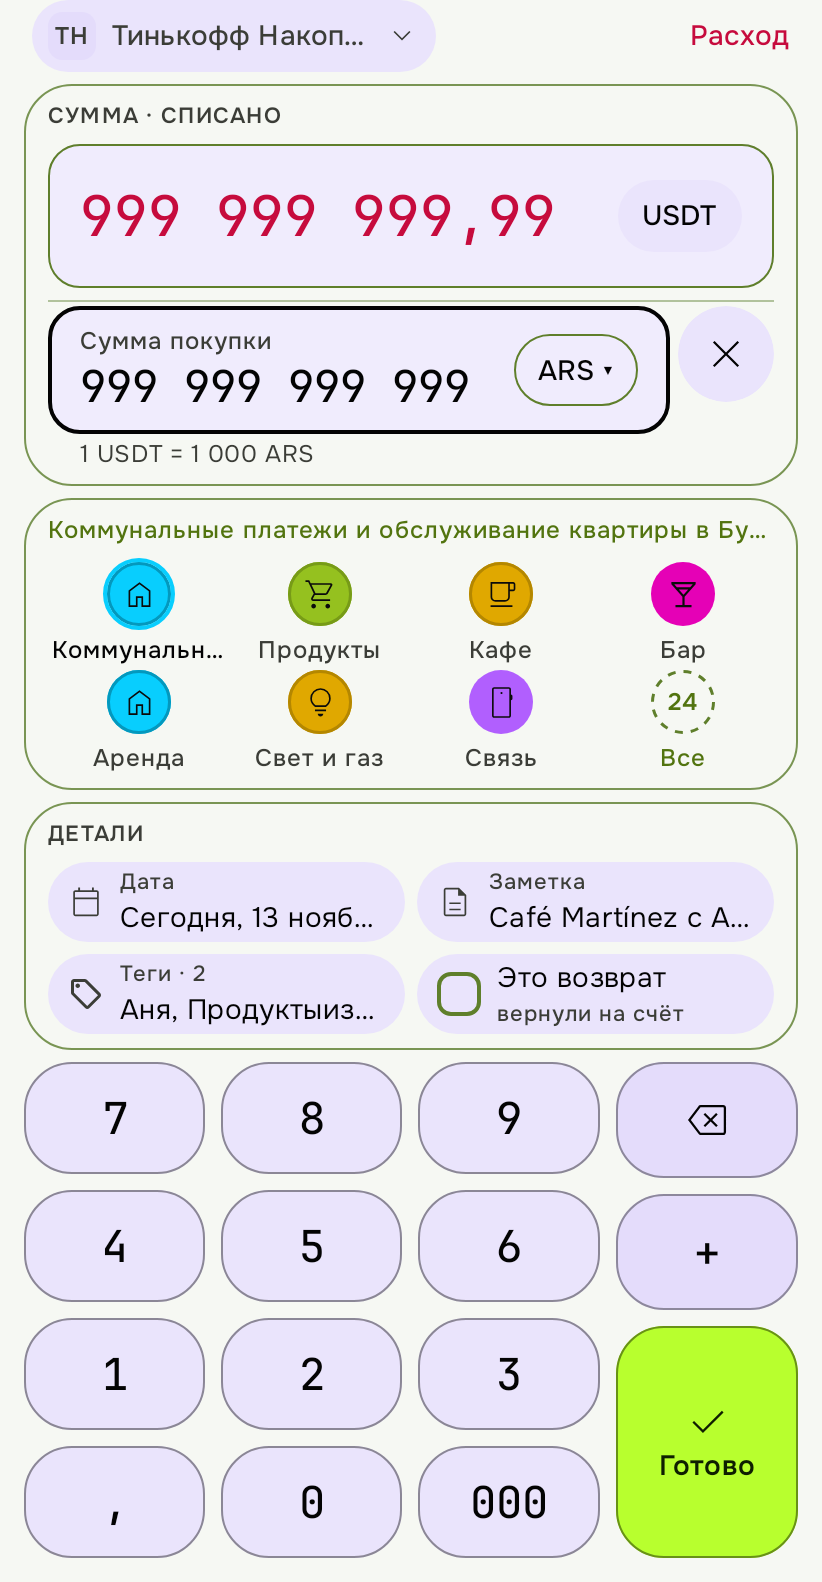 ТН Тинькофф Накоп... Расход
СУММА · СПИСАНО
999 999 999,99 USDT
Сумма покупки
999 999 999 999 ARS ▾
1 USDT = 1 000 ARS
Коммунальные платежи и обслуживание квартиры в Бу...
Коммунальн... Продукты Кафе Бар
24
Аренда Свет и газ Связь Все
ДЕТАЛИ
Дата
Сегодня, 13 нояб...
Заметка
Café Martínez с А...
Теги · 2
Аня, Продуктыиз...
Это возврат
вернули на счёт
7 8 9
4 5 6 +
1 2 3
Готово
, 0 000